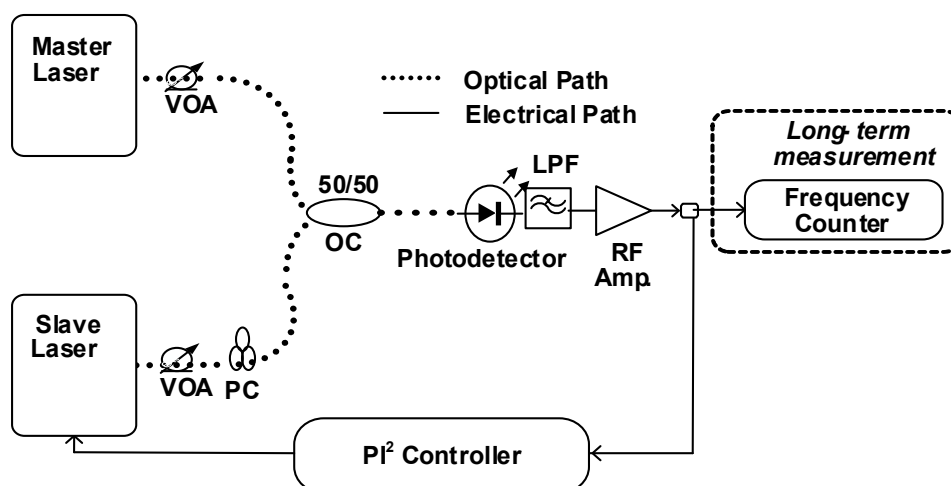 Master
Laser
VOA
Optical Path
Electrical Path
Long- term
measurement
Frequency
Counter
50/50
OC
LPF
Photodetector
RF
Amp.
Slave
Laser
VOA
PC
PI² Controller